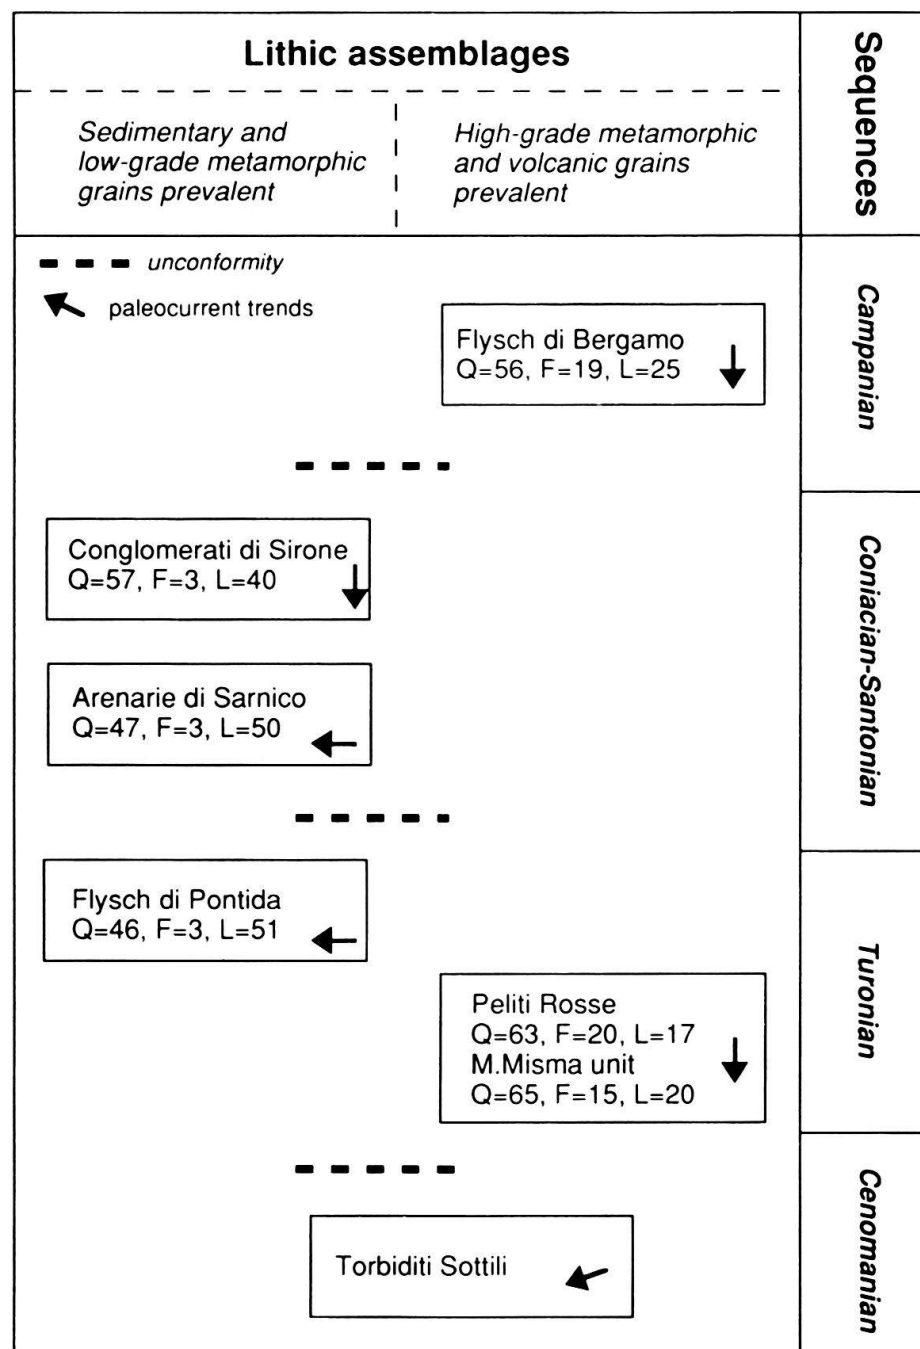 Lithic assemblages
Sequences
Sedimentary and
low-grade metamorphic
grains prevalent
High-grade metamorphic
and volcanic grains
prevalent
unconformity
paleocurrent trends
Campanian
Flysch di Bergamo
Q=56, F=19, L=25
Coniacian-Santonian
Conglomerati di Sirone
Q=57, F=3, L=40
Arenarie di Sarnico
Q=47, F=3, L=50
Turonian
Flysch di Pontida
Q=46, F=3, L=51
Peliti Rosse
Q=63, F=20, L=17
M.Misma unit
Q=65, F=15, L=20
Cenomanian
Torbiditi Sottili